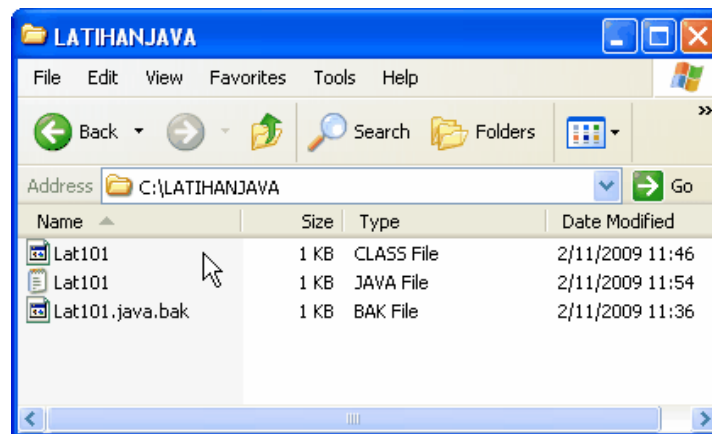 LATIHANJAVA
File Edit View Favorites Tools Help
Back Search Folders »
Address C:\LATIHANJAVA Go
Name Size Type Date Modified
Lat101 1 KB CLASS File 2/11/2009 11:46
Lat101 1 KB JAVA File 2/11/2009 11:54
Lat101.java.bak 1 KB BAK File 2/11/2009 11:36